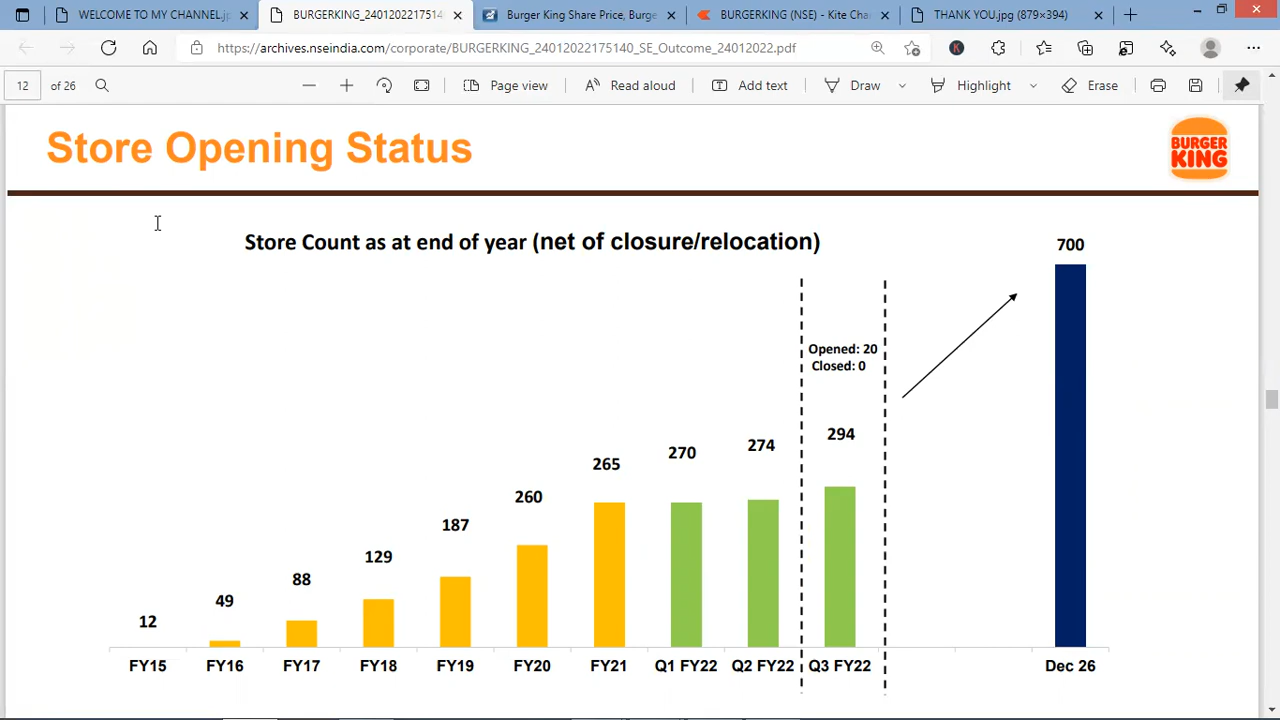 WELCOME TO MY CHANNEL.jp
BURGERKING_2401202217514
Burger King Share Price, Burge
BURGERKING (NSE) - Kite Cha
THANK YOU.jpg (879×394)
https://archives.nseindia.com/corporate/BURGERKING_24012022175140_SE_Outcome_24012022.pdf
K
12 of 26
Page view
Read aloud
Add text
Draw
Highlight
Erase
Store Opening Status
BURGER
KING
Store Count as at end of year (net of closure/relocation)
700
Opened: 20
Closed: 0
12
49
88
129
187
260
265
270
274
294
FY15 FY16 FY17 FY18 FY19 FY20 FY21 Q1 FY22 Q2 FY22 Q3 FY22 Dec 26